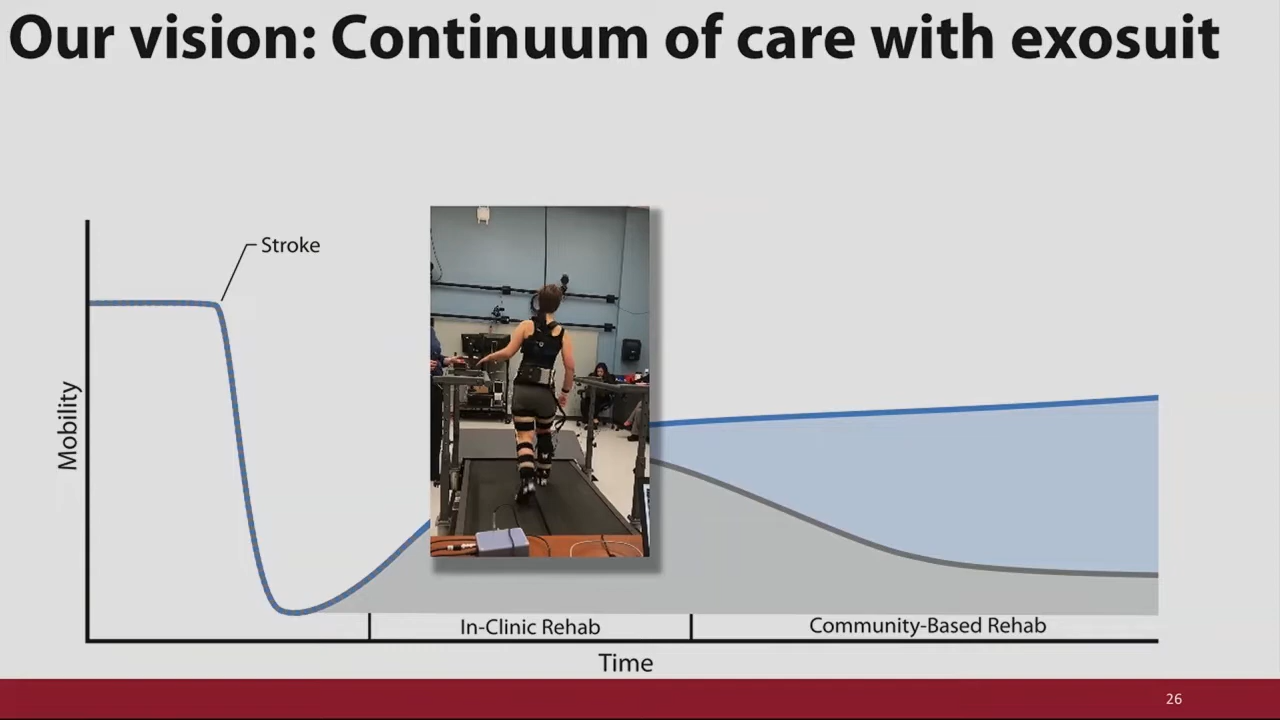 Our vision: Continuum of care with exosuit
Stroke
Mobility
In-Clinic Rehab
Community-Based Rehab
Time
26